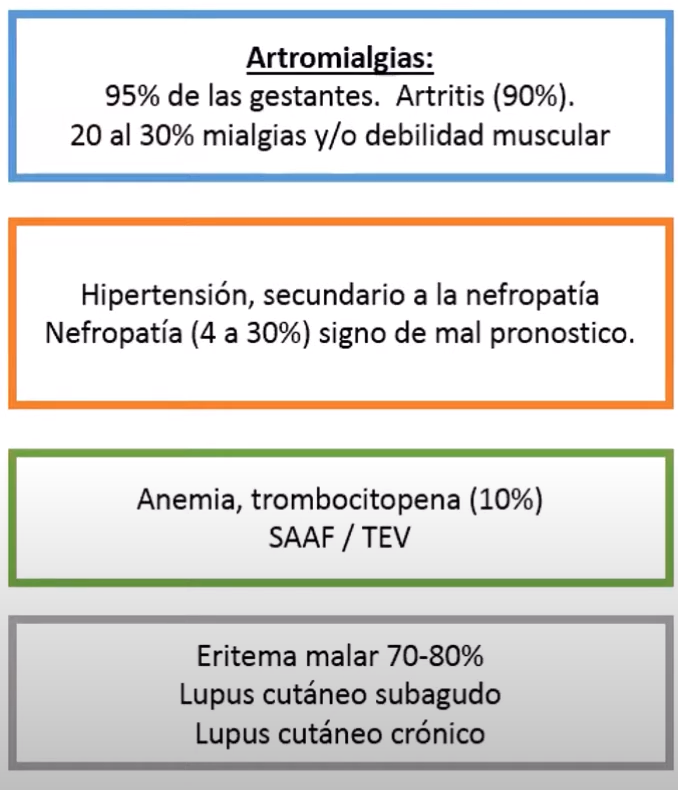 Artromialgias:
95% de las gestantes. Artritis (90%).
20 al 30% mialgias y/o debilidad muscular
Hipertensión, secundario a la nefropatía
Nefropatía (4 a 30%) signo de mal pronostico.
Anemia, trombocitopena (10%)
SAAF / TEV
Eritema malar 70-80%
Lupus cutáneo subagudo
Lupus cutáneo crónico